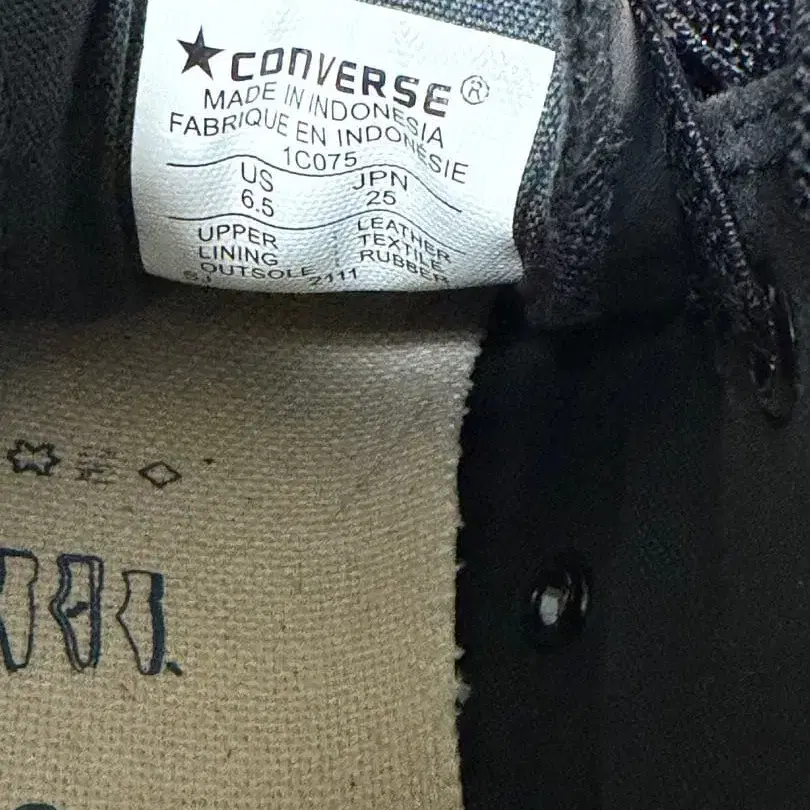 ★CONVERSE®
MADE IN INDONESIA
FABRIQUE EN INDONÉSIE
1C075
US JPN
6.5 25
UPPER LEATHER
LINING TEXTILE
OUTSOLE RUBBER
2111